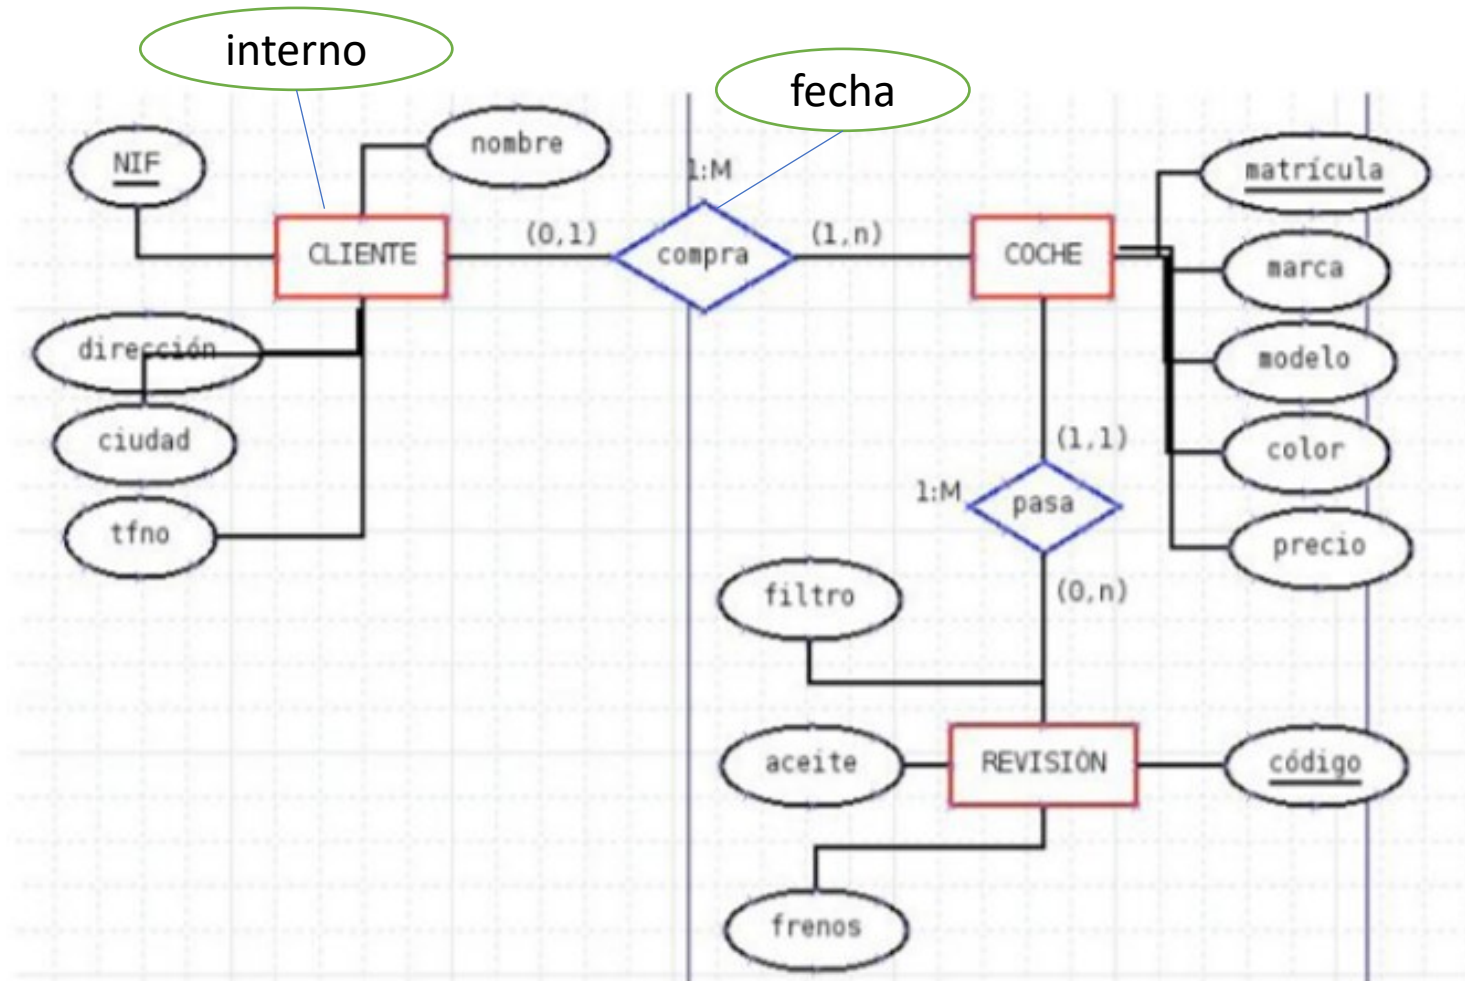 interno
fecha
NIF
nombre
1:M
matrícula
CLIENTE
(0,1)
compra
(1,n)
COCHE
marca
dirección
modelo
ciudad
(1,1)
color
tfno
1:M
pasa
precio
filtro
(0,n)
aceite
REVISIÓN
código
frenos